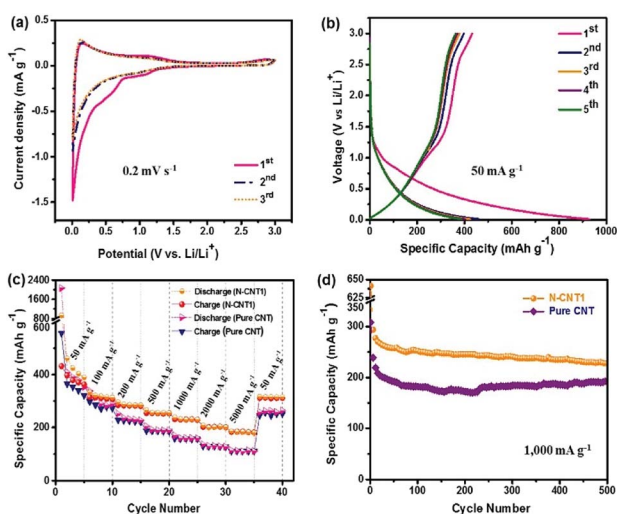 (a)
Current density (mA g⁻¹)
0.5
0.0
-0.5
-1.0
-1.5
0.2 mV s⁻¹
1st
2nd
3rd
0.0 0.5 1.0 1.5 2.0 2.5 3.0
Potential (V vs. Li/Li⁺)
(b)
Voltage (V vs Li/Li⁺)
3.0
2.5
2.0
1.5
1.0
0.5
0.0
1st
2nd
3rd
4th
5th
50 mA g⁻¹
0 200 400 600 800 1000
Specific Capacity (mAh g⁻¹)
(c)
Specific Capacity (mAh g⁻¹)
2400
1600
800
600
400
200
0
Discharge (N-CNT1)
Charge (N-CNT1)
Discharge (Pure CNT)
Charge (Pure CNT)
50 mA g⁻¹
100 mA g⁻¹
200 mA g⁻¹
500 mA g⁻¹
1000 mA g⁻¹
2000 mA g⁻¹
5000 mA g⁻¹
50 mA g⁻¹
0 10 20 30 40
Cycle Number
(d)
Specific Capacity (mAh g⁻¹)
650
625
300
200
100
0
N-CNT1
Pure CNT
1,000 mA g⁻¹
0 100 200 300 400 500
Cycle Number